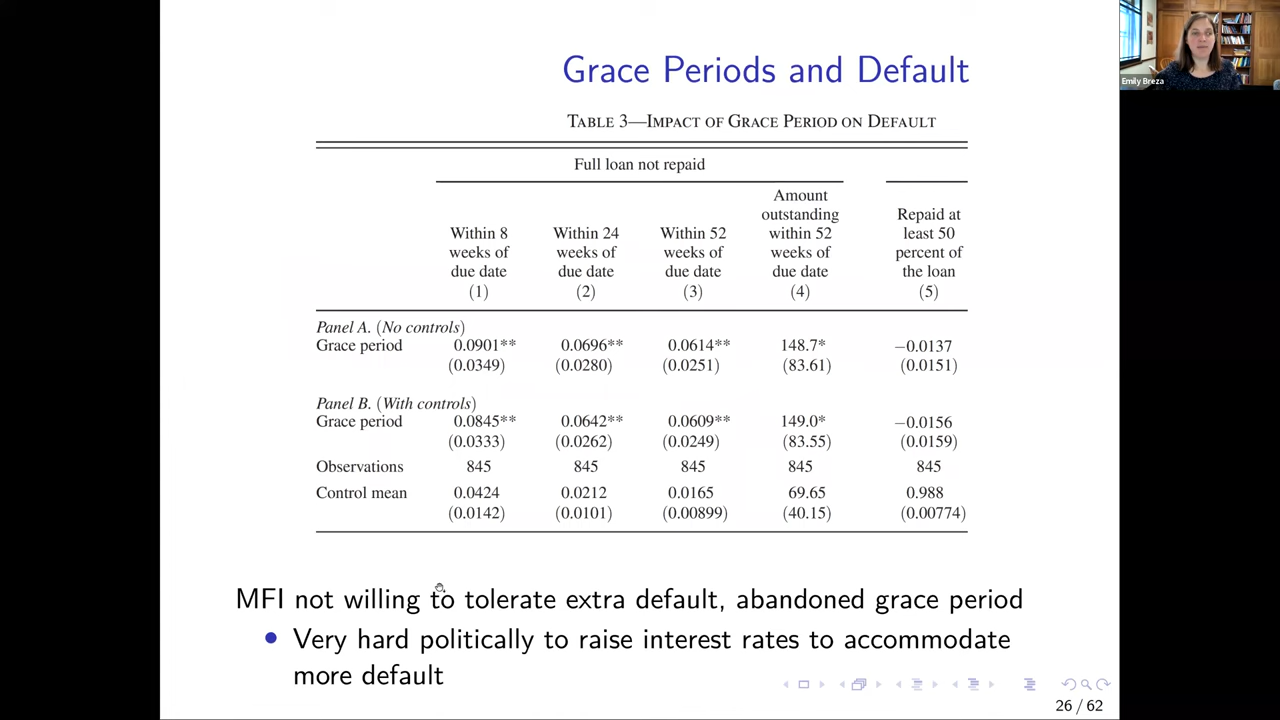 Grace Periods and Default
Emily Breza
TABLE 3—IMPACT OF GRACE PERIOD ON DEFAULT
Full loan not repaid
Within 8 weeks of due date (1)
Within 24 weeks of due date (2)
Within 52 weeks of due date (3)
Amount outstanding within 52 weeks of due date (4)
Repaid at least 50 percent of the loan (5)
Panel A. (No controls)
Grace period 0.0901** 0.0696** 0.0614** 148.7* −0.0137
(0.0349) (0.0280) (0.0251) (83.61) (0.0151)
Panel B. (With controls)
Grace period 0.0845** 0.0642** 0.0609** 149.0* −0.0156
(0.0333) (0.0262) (0.0249) (83.55) (0.0159)
Observations 845 845 845 845 845
Control mean 0.0424 0.0212 0.0165 69.65 0.988
(0.0142) (0.0101) (0.00899) (40.15) (0.00774)
MFI not willing to tolerate extra default, abandoned grace period
• Very hard politically to raise interest rates to accommodate
more default
26 / 62